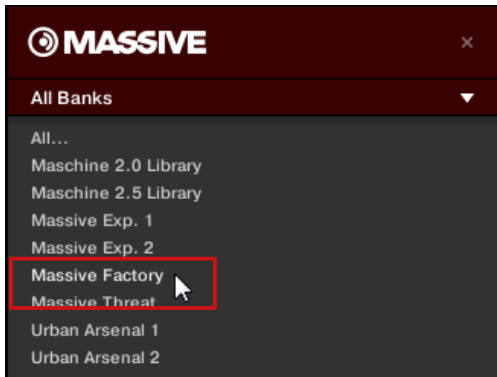 MASSIVE
All Banks
All...
Maschine 2.0 Library
Maschine 2.5 Library
Massive Exp. 1
Massive Exp. 2
Massive Factory
Massive Threat
Urban Arsenal 1
Urban Arsenal 2